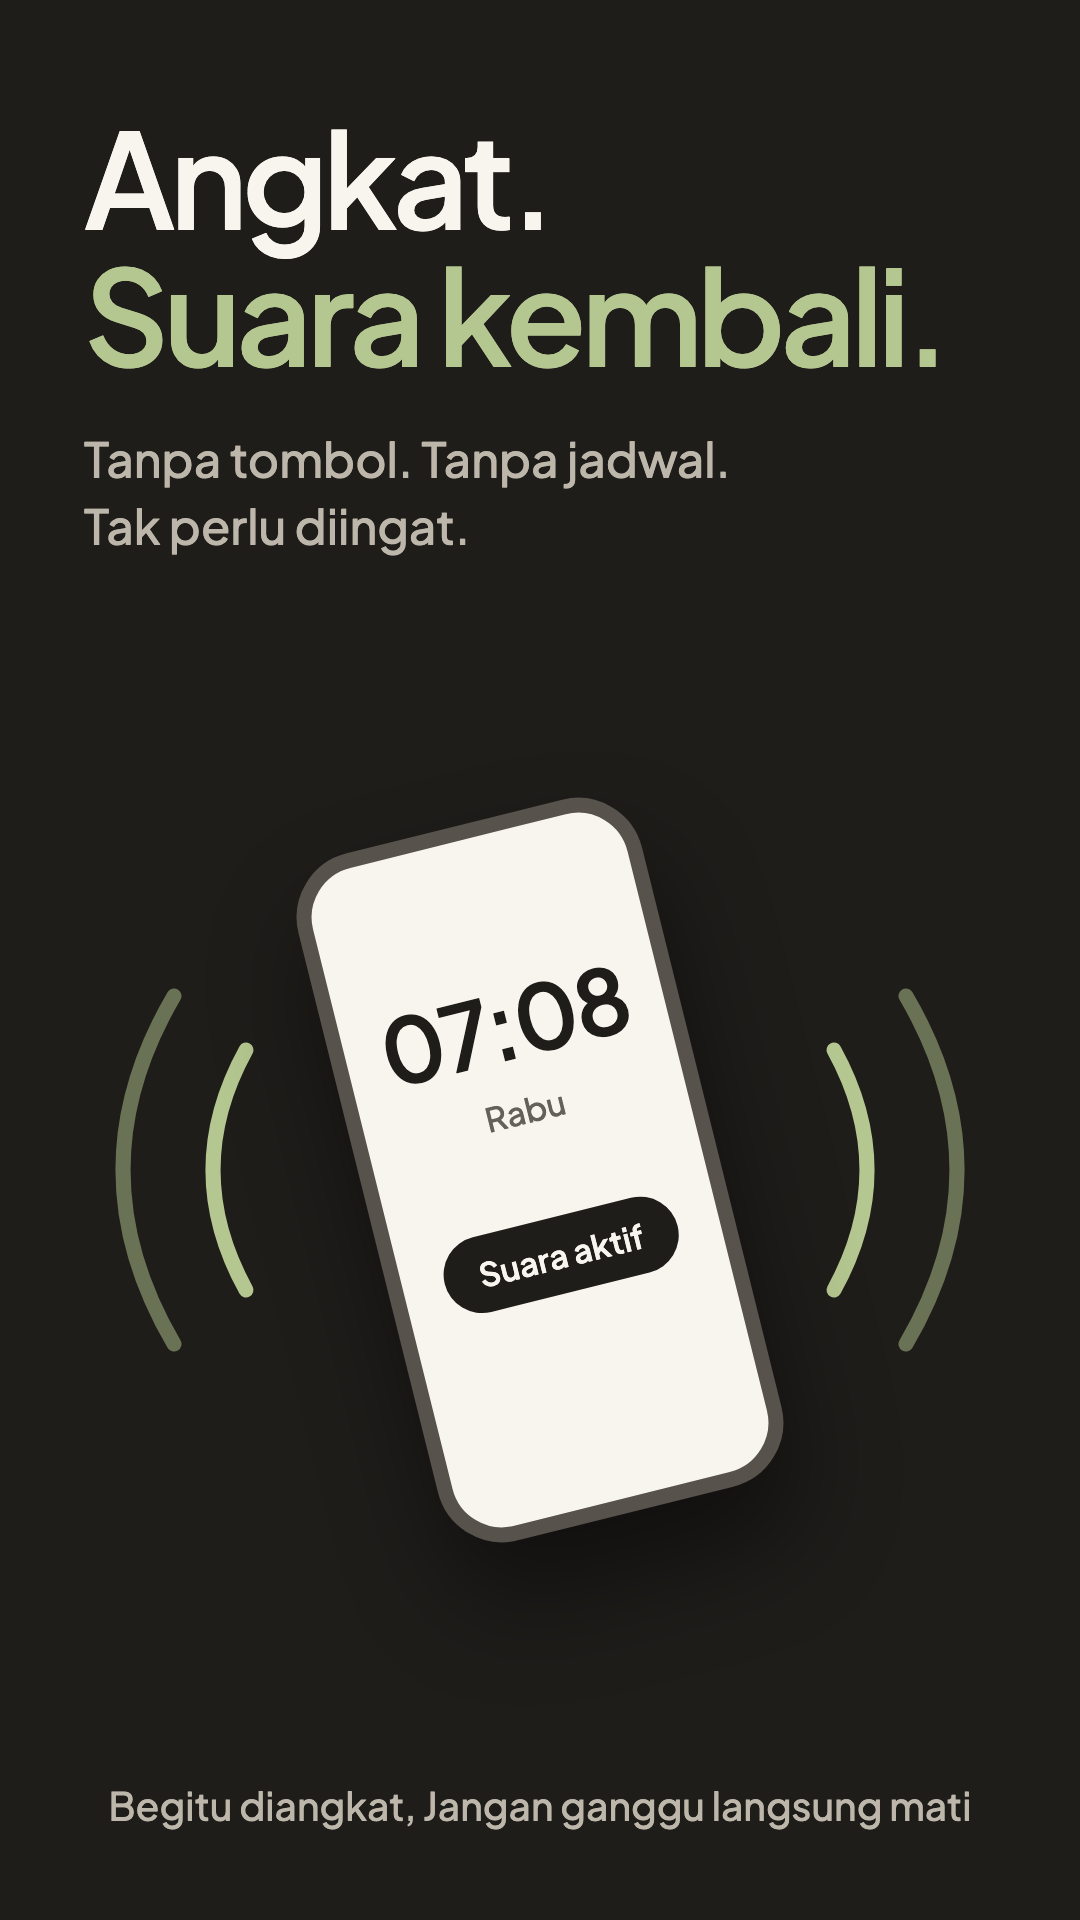 Angkat.
Suara kembali.
Tanpa tombol. Tanpa jadwal.
Tak perlu diingat.
07:08
Rabu
Suara aktif
Begitu diangkat, Jangan ganggu langsung mati